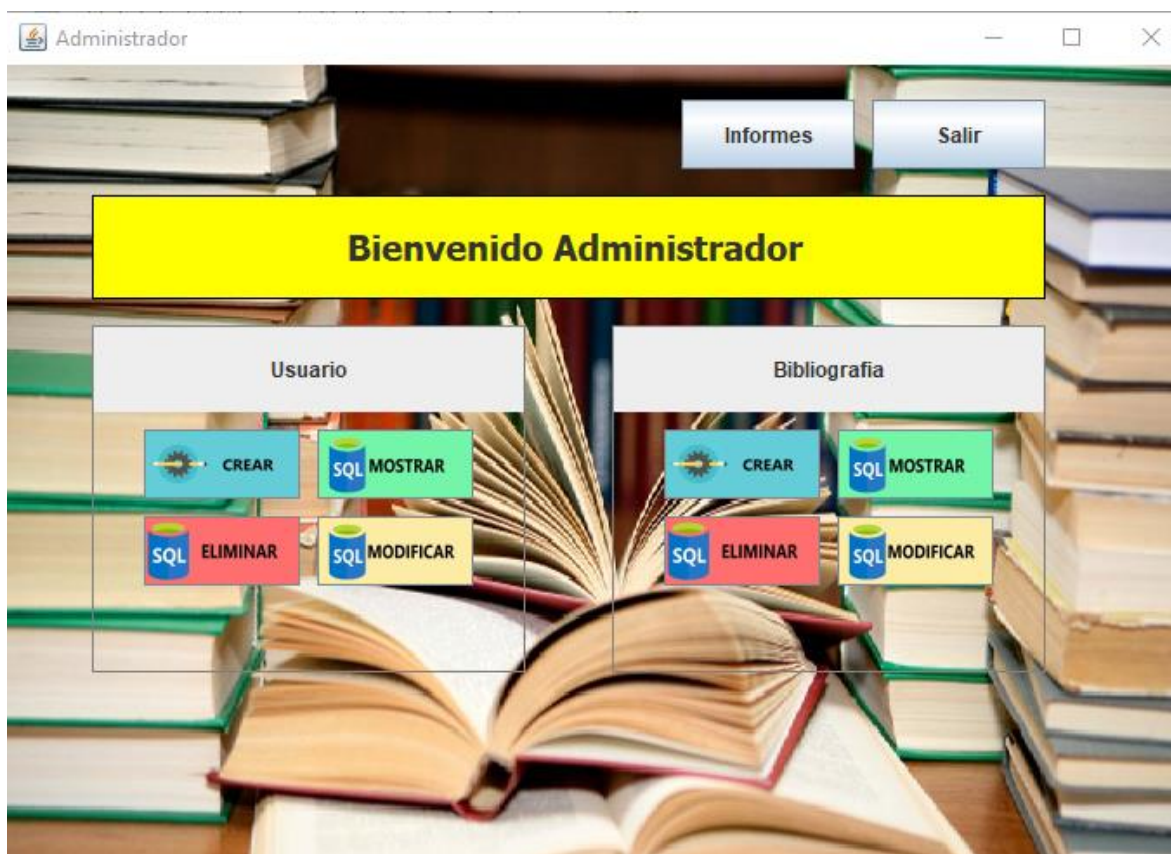 Administrador
Informes Salir
Bienvenido Administrador
Usuario Bibliografia
CREAR SQL MOSTRAR CREAR SQL MOSTRAR
SQL ELIMINAR SQL MODIFICAR SQL ELIMINAR SQL MODIFICAR